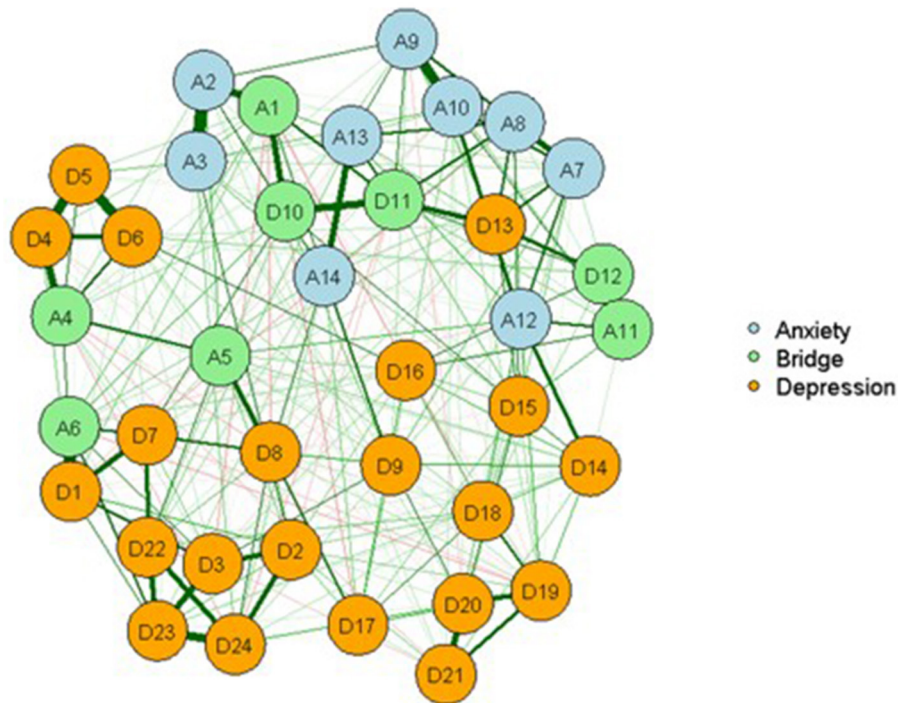 A9
A2
A1
A10
A8
A13
A3
A7
D5
D11
D10
D13
D4
D6
A14
D12
A4
A12
A11
Anxiety
A5
Bridge
D16
Depression
D15
A6
D7
D8
D9
D14
D1
D18
D22
D2
D3
D19
D20
D17
D23
D24
D21